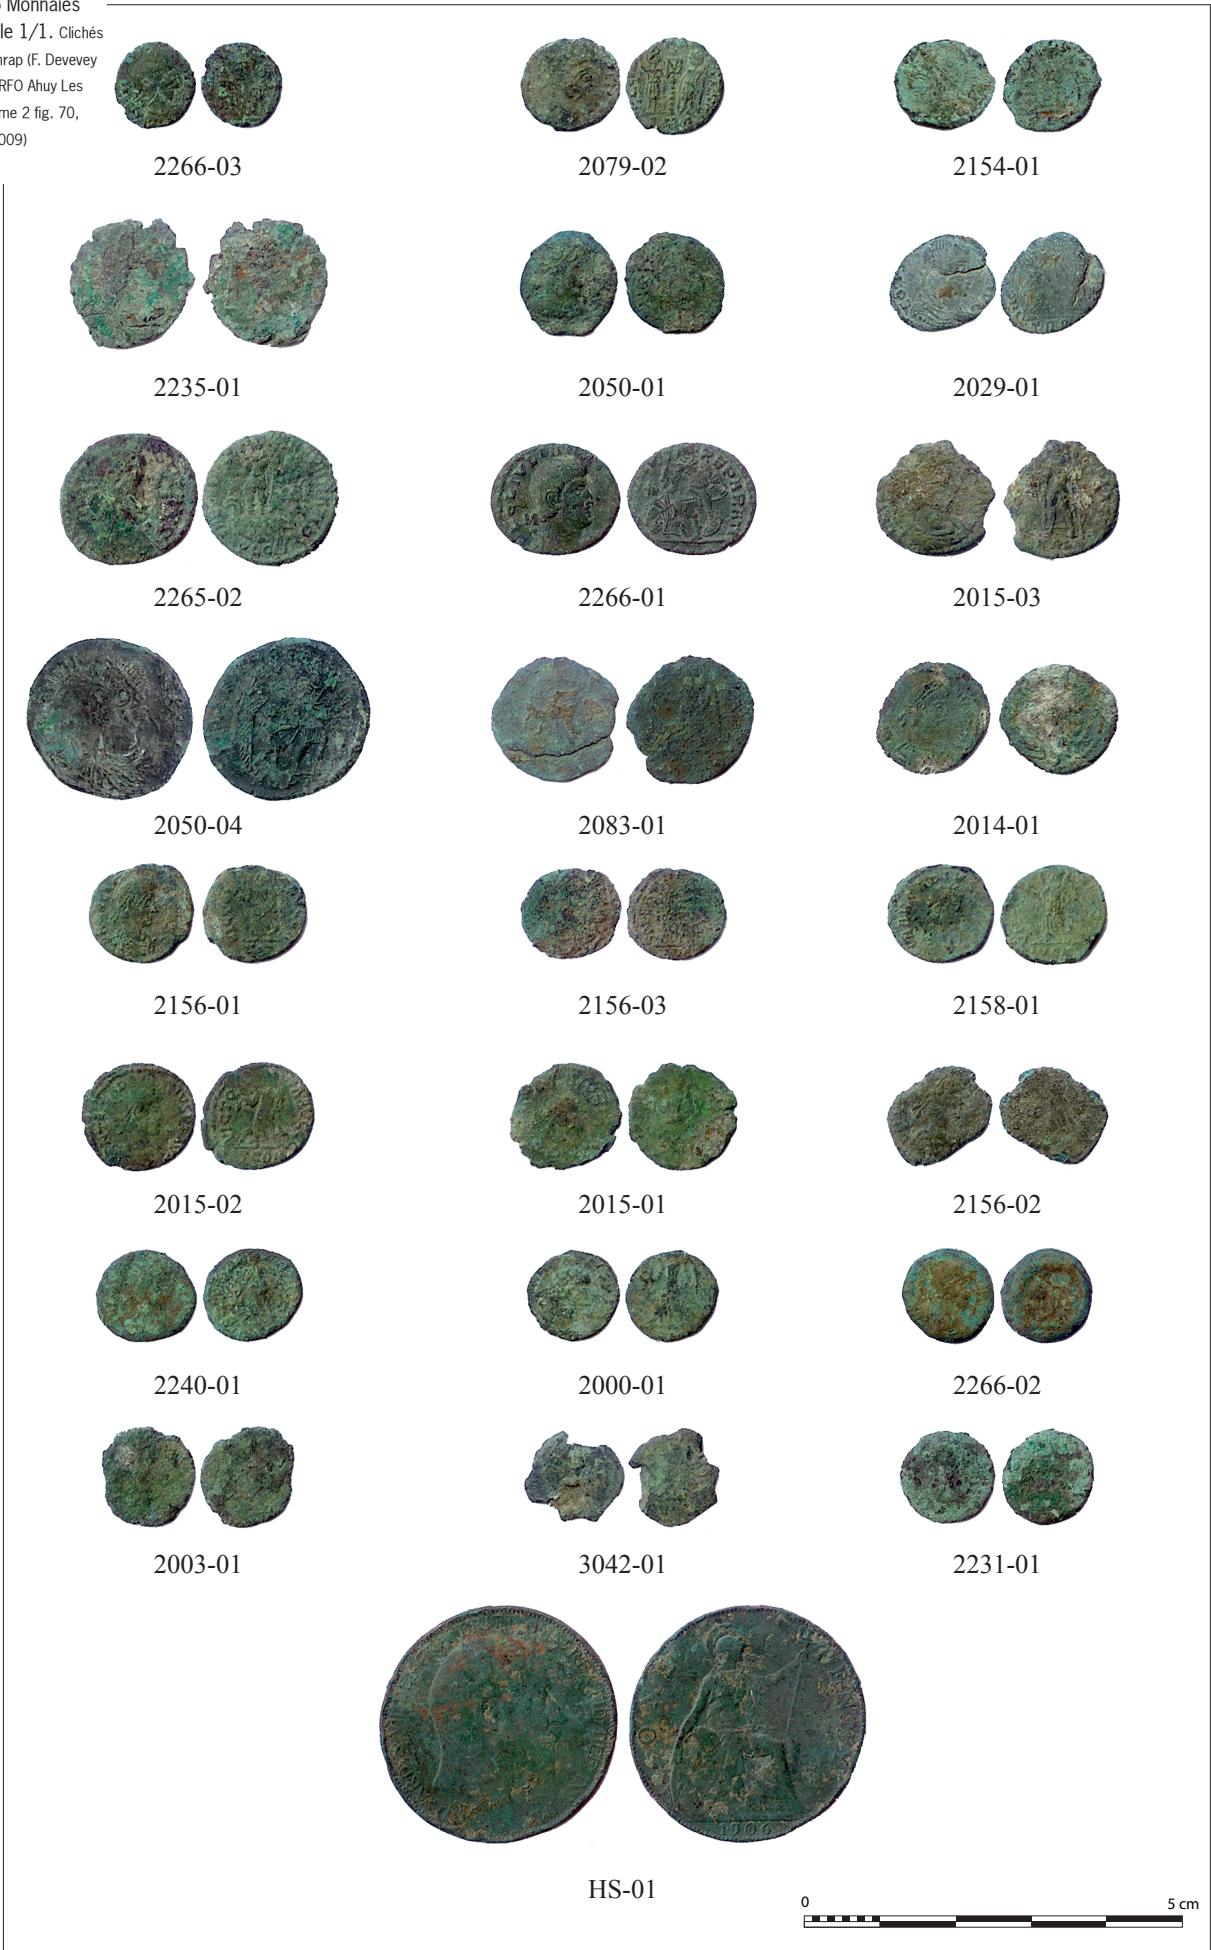 Monnaies
le 1/1. Clichés
rap (F. Devevey
RFO Ahuy Les
me 2 fig. 70,
009)
2266-03 2079-02 2154-01
2235-01 2050-01 2029-01
2265-02 2266-01 2015-03
2050-04 2083-01 2014-01
2156-01 2156-03 2158-01
2015-02 2015-01 2156-02
2240-01 2000-01 2266-02
2003-01 3042-01 2231-01
1906
HS-01
0 5 cm